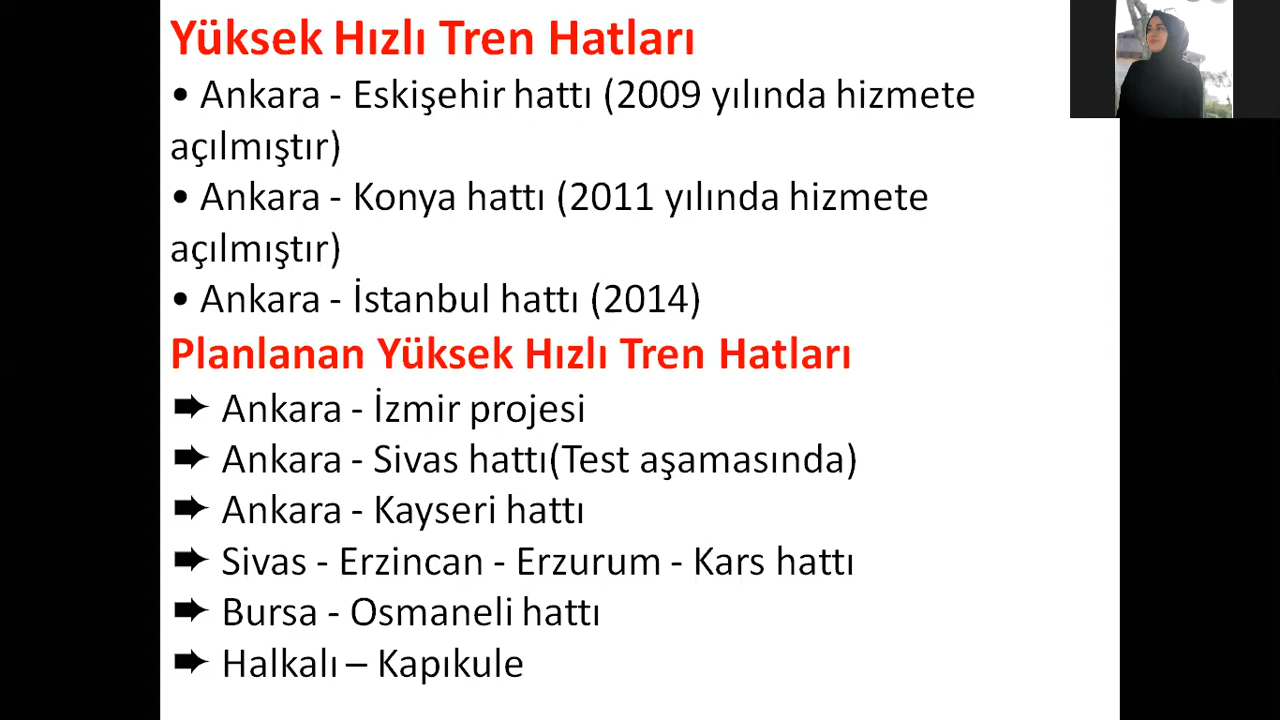 Yüksek Hızlı Tren Hatları
• Ankara - Eskişehir hattı (2009 yılında hizmete
açılmıştır)
• Ankara - Konya hattı (2011 yılında hizmete
açılmıştır)
• Ankara - İstanbul hattı (2014)
Planlanan Yüksek Hızlı Tren Hatları
➨ Ankara - İzmir projesi
➨ Ankara - Sivas hattı(Test aşamasında)
➨ Ankara - Kayseri hattı
➨ Sivas - Erzincan - Erzurum - Kars hattı
➨ Bursa - Osmaneli hattı
➨ Halkalı – Kapıkule